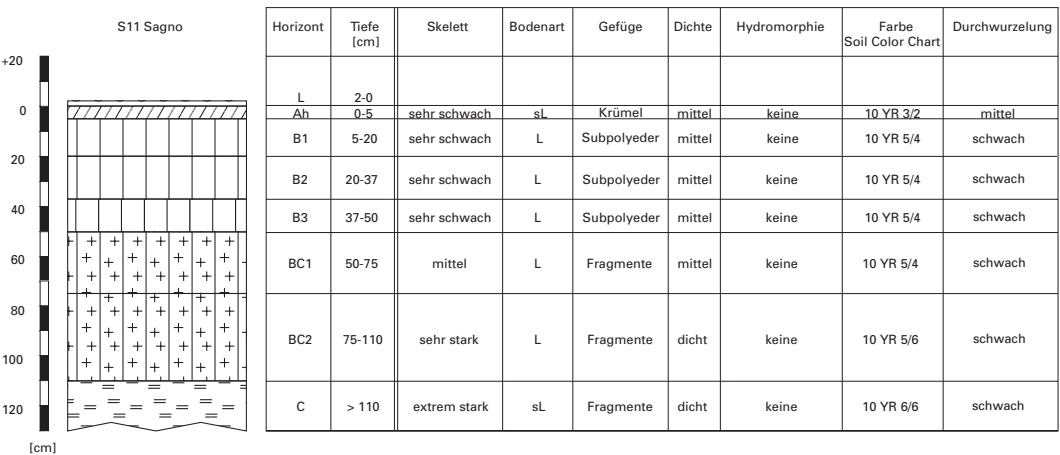 S11 Sagno
Horizont Tiefe [cm] Skelett Bodenart Gefüge Dichte Hydromorphie Farbe Soil Color Chart Durchwurzelung
+20
L 2-0
0 Ah 0-5 sehr schwach sL Krümel mittel keine 10 YR 3/2 mittel
B1 5-20 sehr schwach L Subpolyeder mittel keine 10 YR 5/4 schwach
20
B2 20-37 sehr schwach L Subpolyeder mittel keine 10 YR 5/4 schwach
40
B3 37-50 sehr schwach L Subpolyeder mittel keine 10 YR 5/4 schwach
60
BC1 50-75 mittel L Fragmente mittel keine 10 YR 5/4 schwach
80
BC2 75-110 sehr stark L Fragmente dicht keine 10 YR 5/6 schwach
100
C > 110 extrem stark sL Fragmente dicht keine 10 YR 6/6 schwach
120
[cm]